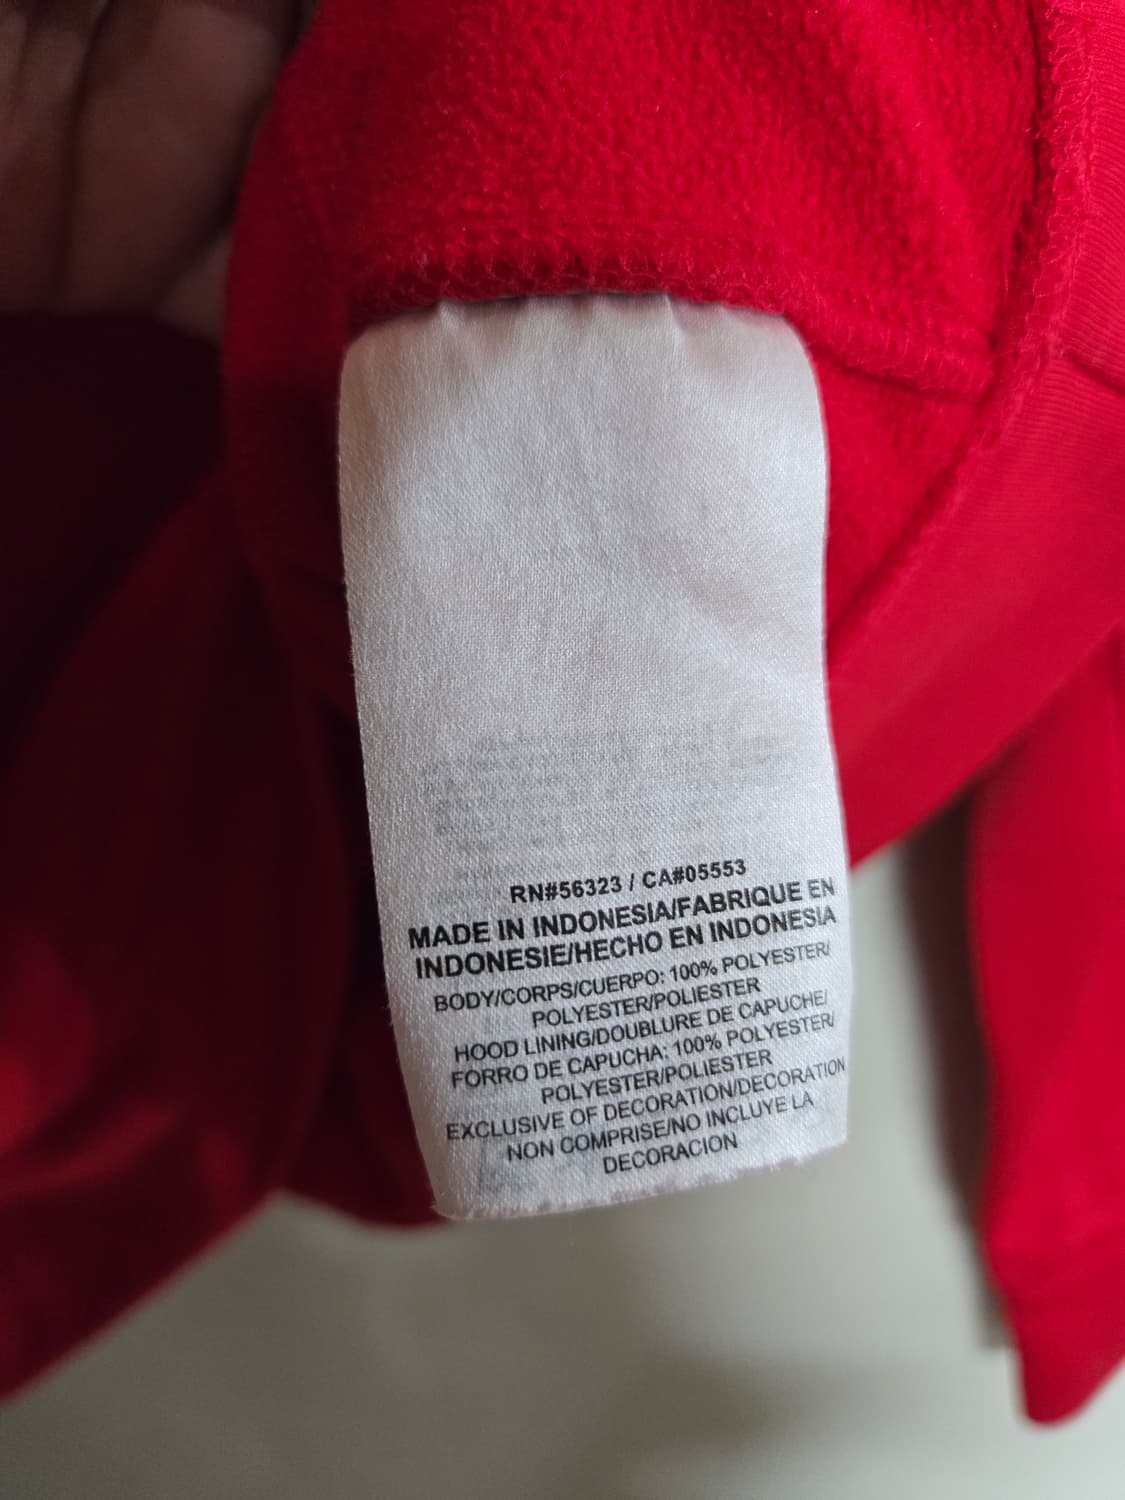 RN#56323 / CA#05553
MADE IN INDONESIA/FABRIQUE EN
INDONESIE/HECHO EN INDONESIA
BODY/CORPS/CUERPO: 100% POLYESTER/
POLYESTER/POLIESTER
HOOD LINING/DOUBLURE DE CAPUCHE/
FORRO DE CAPUCHA: 100% POLYESTER/
POLYESTER/POLIESTER
EXCLUSIVE OF DECORATION/DECORATION
NON COMPRISE/NO INCLUYE LA
DECORACION